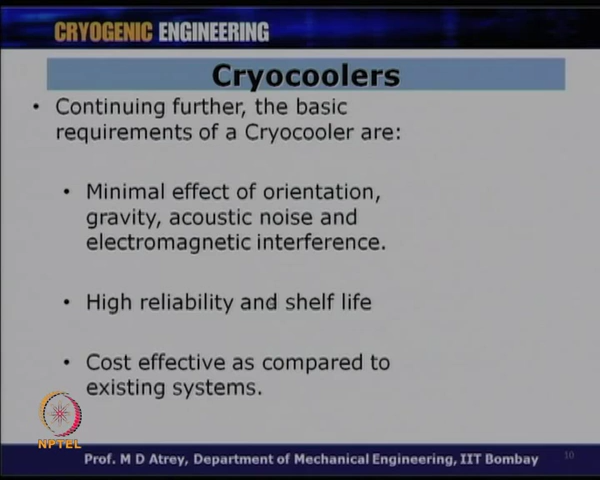 CRYOGENIC ENGINEERING
Cryocoolers
• Continuing further, the basic
requirements of a Cryocooler are:
• Minimal effect of orientation,
gravity, acoustic noise and
electromagnetic interference.
• High reliability and shelf life
• Cost effective as compared to
existing systems.
NPTEL
Prof. M D Atrey, Department of Mechanical Engineering, IIT Bombay
10